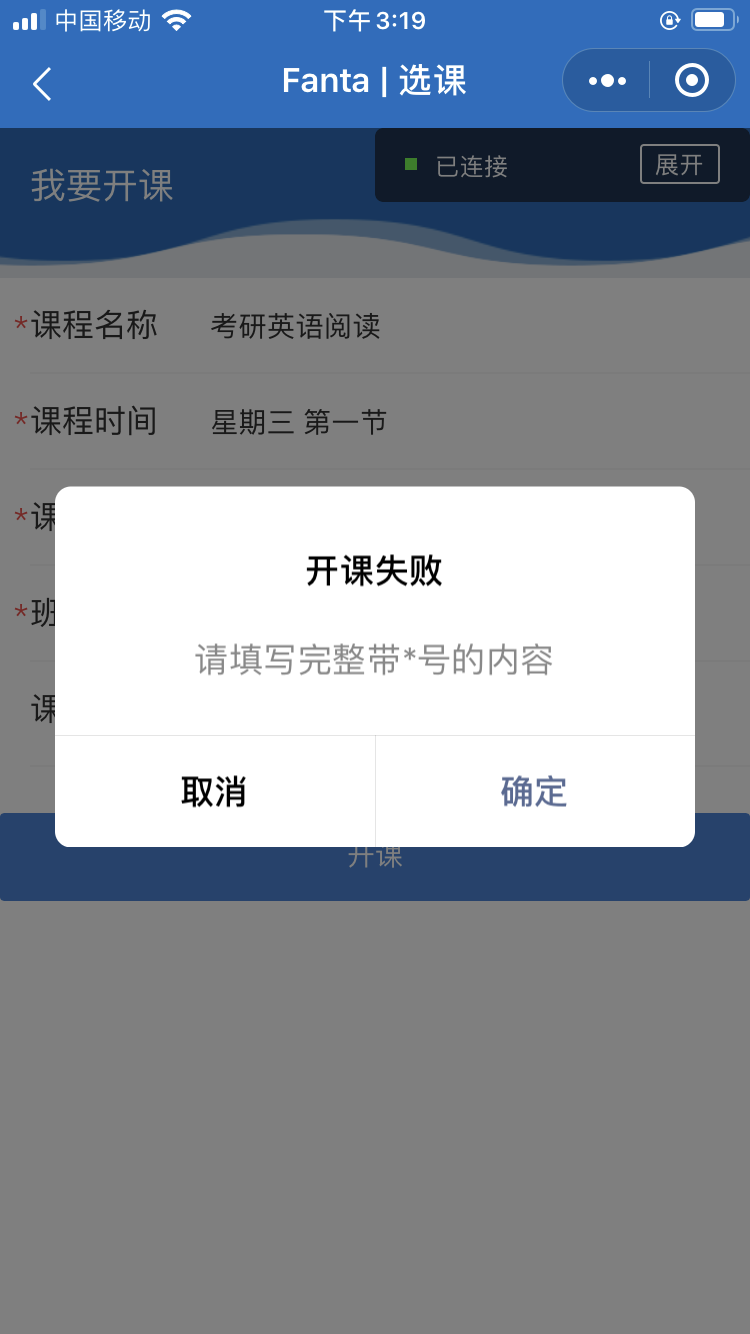 中国移动 下午 3:19
Fanta | 选课
我要开课
已连接 展开
*课程名称 考研英语阅读
*课程时间 星期三 第一节
*课
开课失败
*班
请填写完整带*号的内容
课
取消 确定
开课